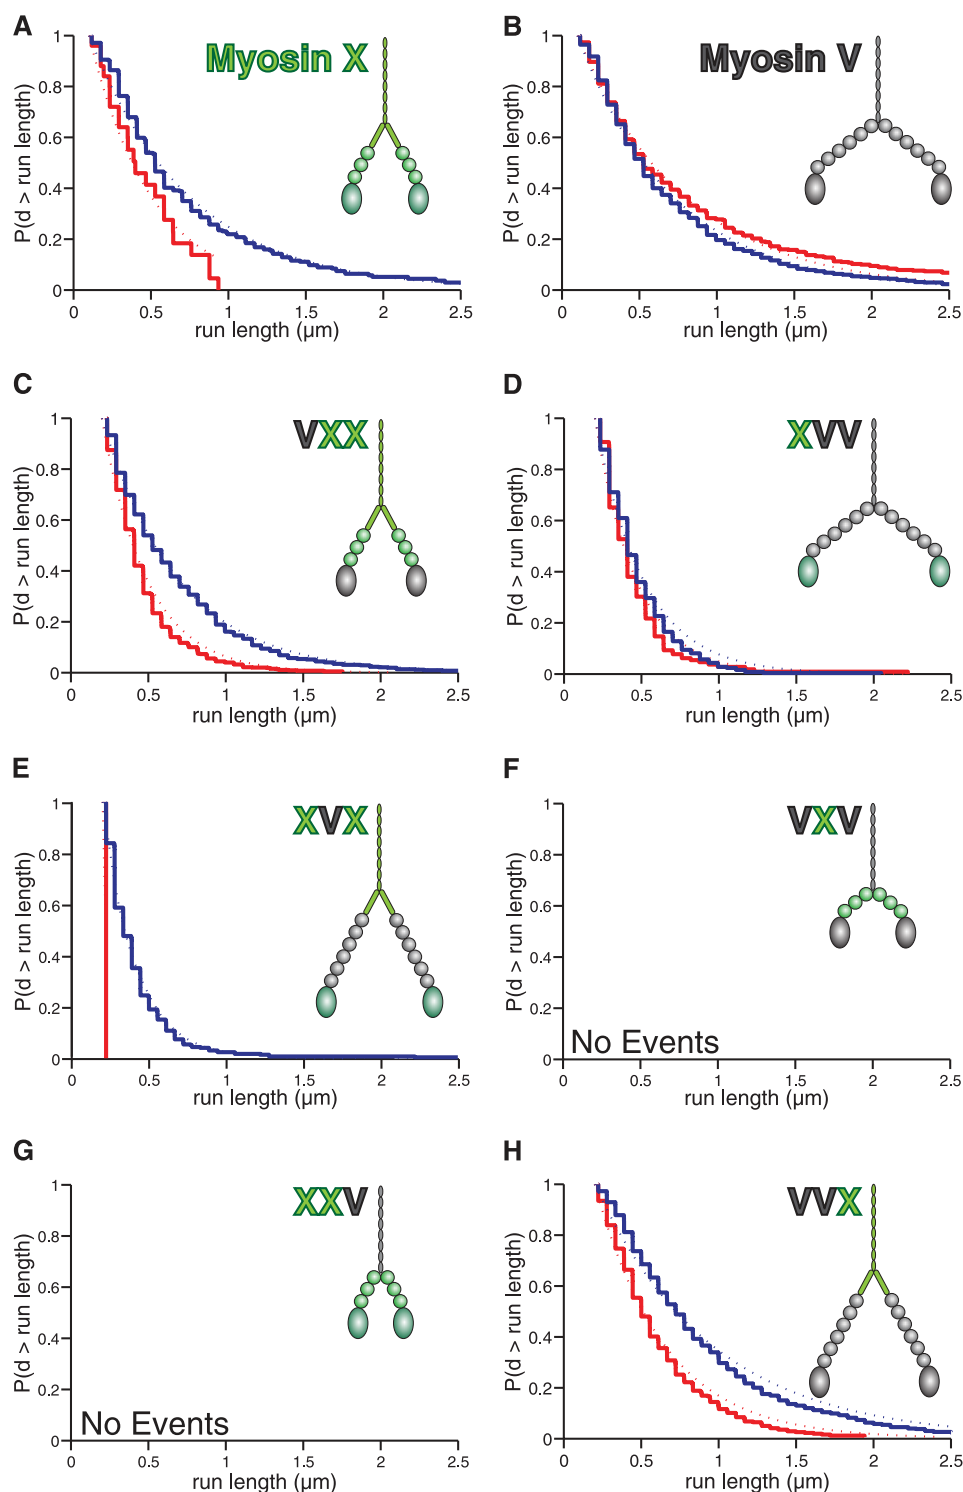 A
Myosin X
P(d > run length)
1
0.8
0.6
0.4
0.2
0
0 0.5 1 1.5 2 2.5
run length (µm)
B
Myosin V
P(d > run length)
1
0.8
0.6
0.4
0.2
0
0 0.5 1 1.5 2 2.5
run length (µm)
C
VXX
P(d > run length)
1
0.8
0.6
0.4
0.2
0
0 0.5 1 1.5 2 2.5
run length (µm)
D
XVV
P(d > run length)
1
0.8
0.6
0.4
0.2
0
0 0.5 1 1.5 2 2.5
run length (µm)
E
XVX
P(d > run length)
1
0.8
0.6
0.4
0.2
0
0 0.5 1 1.5 2 2.5
run length (µm)
F
VXV
P(d > run length)
1
0.8
0.6
0.4
0.2
0
No Events
0 0.5 1 1.5 2 2.5
run length (µm)
G
XXV
P(d > run length)
1
0.8
0.6
0.4
0.2
0
No Events
0 0.5 1 1.5 2 2.5
run length (µm)
H
VVX
P(d > run length)
1
0.8
0.6
0.4
0.2
0
0 0.5 1 1.5 2 2.5
run length (µm)